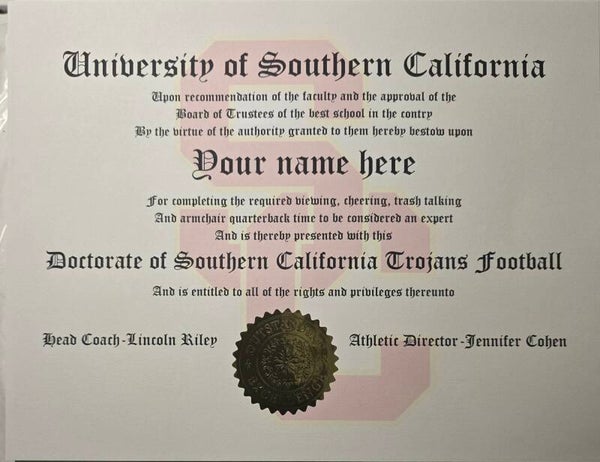 University of Southern California
Upon recommendation of the faculty and the approval of the
Board of Trustees of the best school in the contry
By the virtue of the authority granted to them hereby bestow upon
Your name here
For completing the required viewing, cheering, trash talking
And armchair quarterback time to be considered an expert
And is thereby presented with this
Doctorate of Southern California Trojans Football
And is entitled to all of the rights and privileges thereunto
Head Coach-Lincoln Riley
Athletic Director-Jennifer Cohen
SC